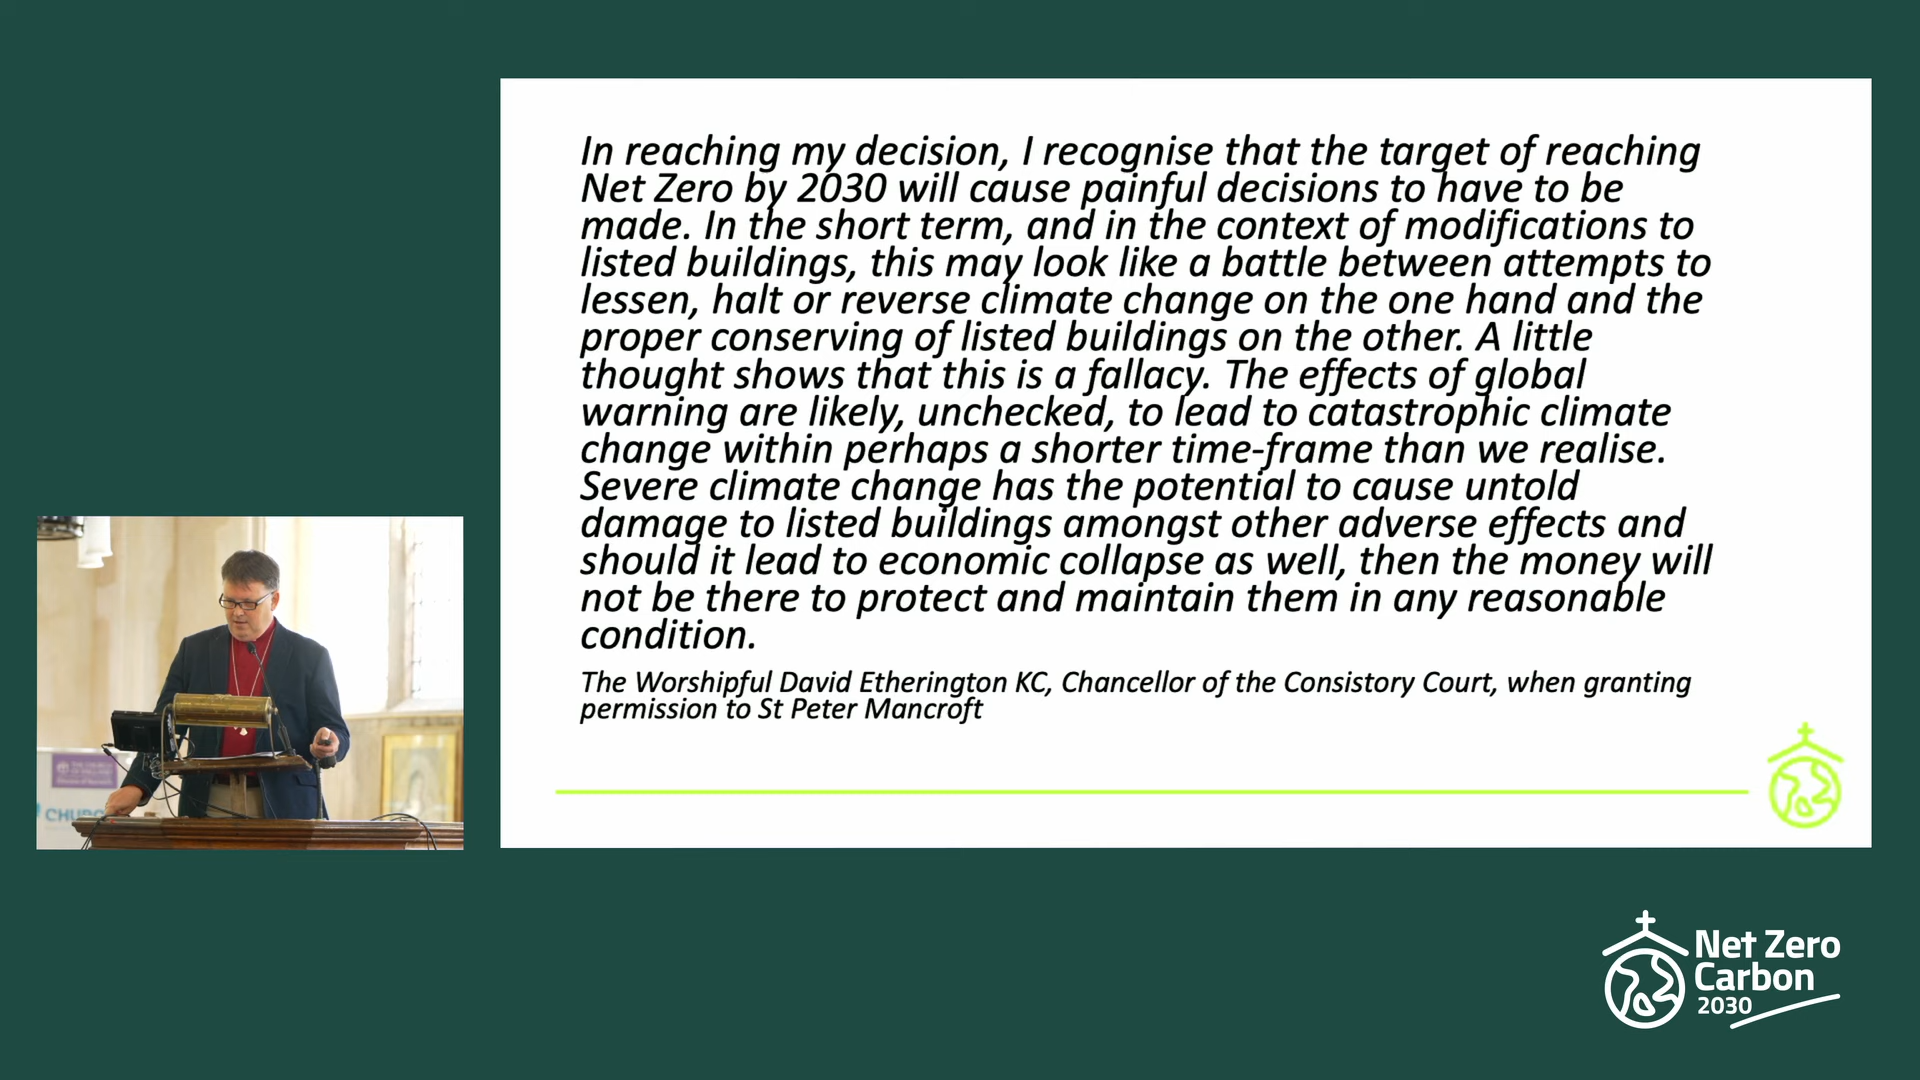 In reaching my decision, I recognise that the target of reaching
Net Zero by 2030 will cause painful decisions to have to be
made. In the short term, and in the context of modifications to
listed buildings, this may look like a battle between attempts to
lessen, halt or reverse climate change on the one hand and the
proper conserving of listed buildings on the other. A little
thought shows that this is a fallacy. The effects of global
warning are likely, unchecked, to lead to catastrophic climate
change within perhaps a shorter time-frame than we realise.
Severe climate change has the potential to cause untold
damage to listed buildings amongst other adverse effects and
should it lead to economic collapse as well, then the money will
not be there to protect and maintain them in any reasonable
condition.
The Worshipful David Etherington KC, Chancellor of the Consistory Court, when granting
permission to St Peter Mancroft
THE CHURCH
OF ENGLAND
CHURC
Net Zero
Carbon
2030